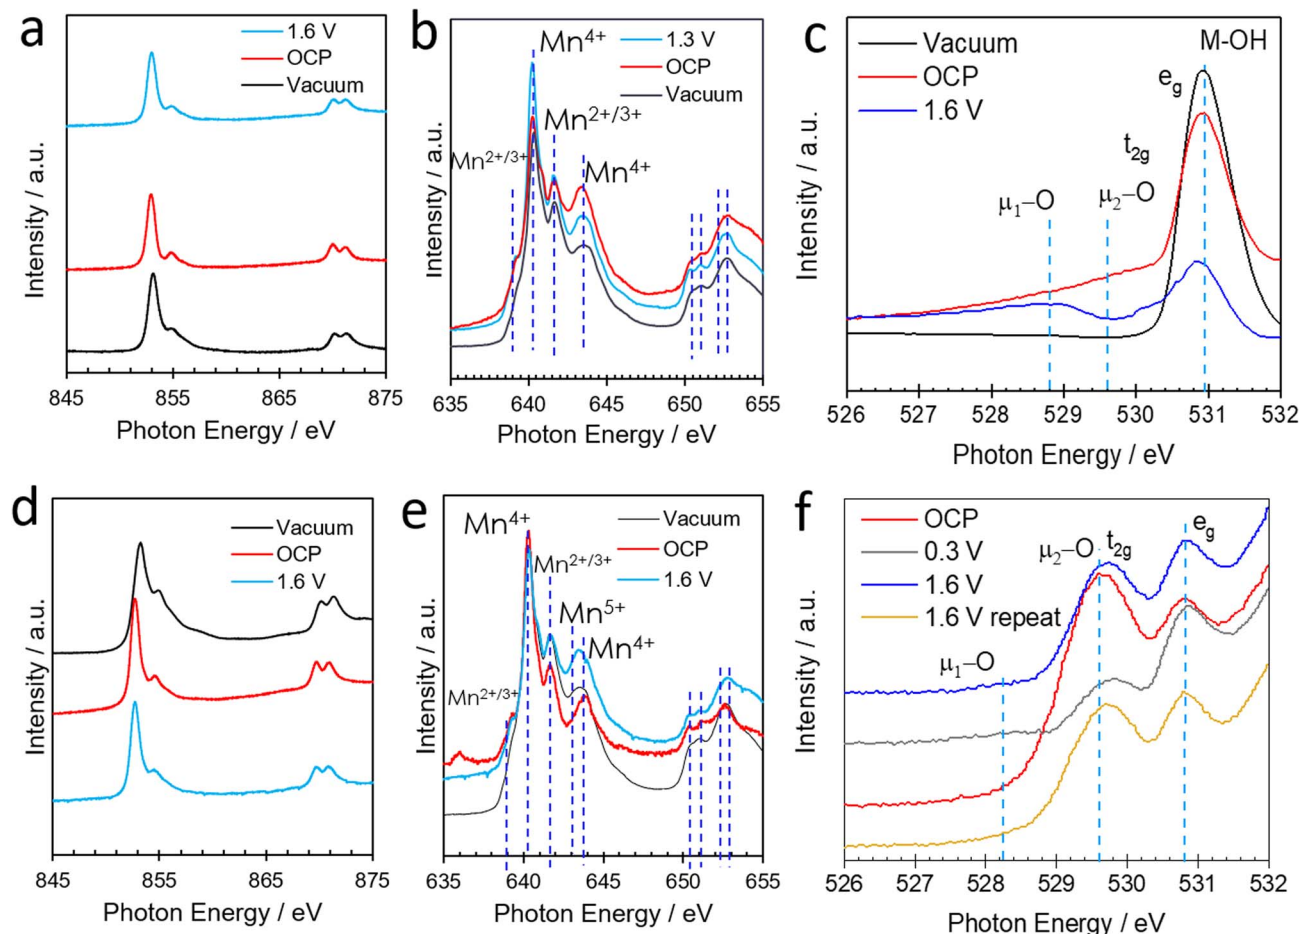 a
1.6 V
OCP
Vacuum
Intensity / a.u.
845 855 865 875
Photon Energy / eV
b
Mn4+
1.3 V
OCP
Vacuum
Mn2+/3+
Mn2+/3+
Mn4+
Intensity / a.u.
635 640 645 650 655
Photon Energy / eV
c
Vacuum
OCP
1.6 V
M-OH
eg
t2g
μ1–O
μ2–O
Intensity / a.u.
526 527 528 529 530 531 532
Photon Energy / eV
d
Vacuum
OCP
1.6 V
Intensity / a.u.
845 855 865 875
Photon Energy / eV
e
Mn4+
Vacuum
OCP
1.6 V
Mn2+/3+
Mn5+
Mn4+
Mn2+/3+
Intensity / a.u.
635 640 645 650 655
Photon Energy / eV
f
OCP
0.3 V
1.6 V
1.6 V repeat
μ2–O
t2g
eg
μ1–O
Intensity / a.u.
526 527 528 529 530 531 532
Photon Energy / eV